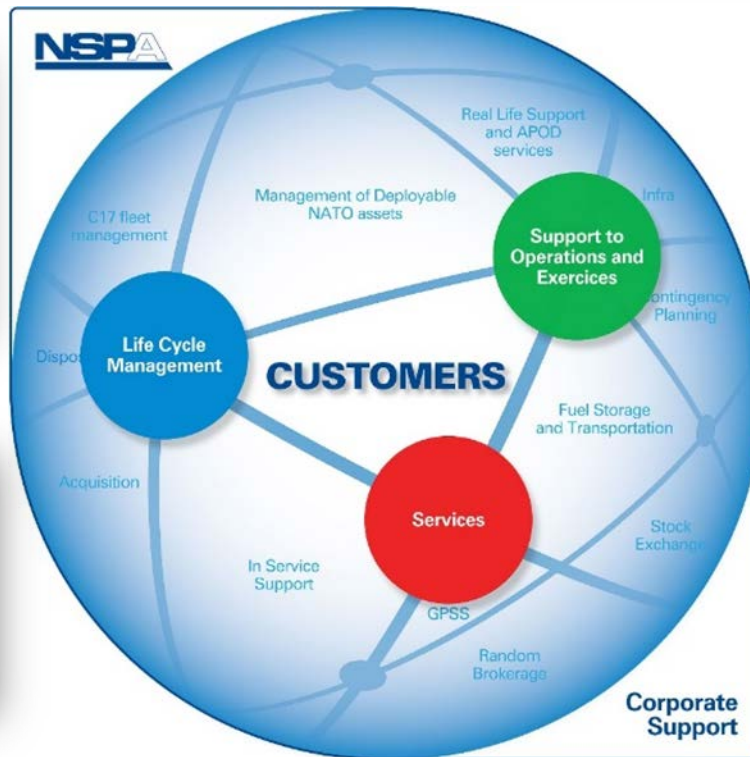 NSPA
Real Life Support
and APOD
services
Management of Deployable
NATO assets
Infra
C17 fleet
management
Support to
Operations and
Exercices
Planning
Life Cycle
Management
CUSTOMERS
Fuel Storage
and Transportation
Acquisition
Services
Stock
Exchange
In Service
Support
GPSS
Random
Brokerage
Corporate
Support